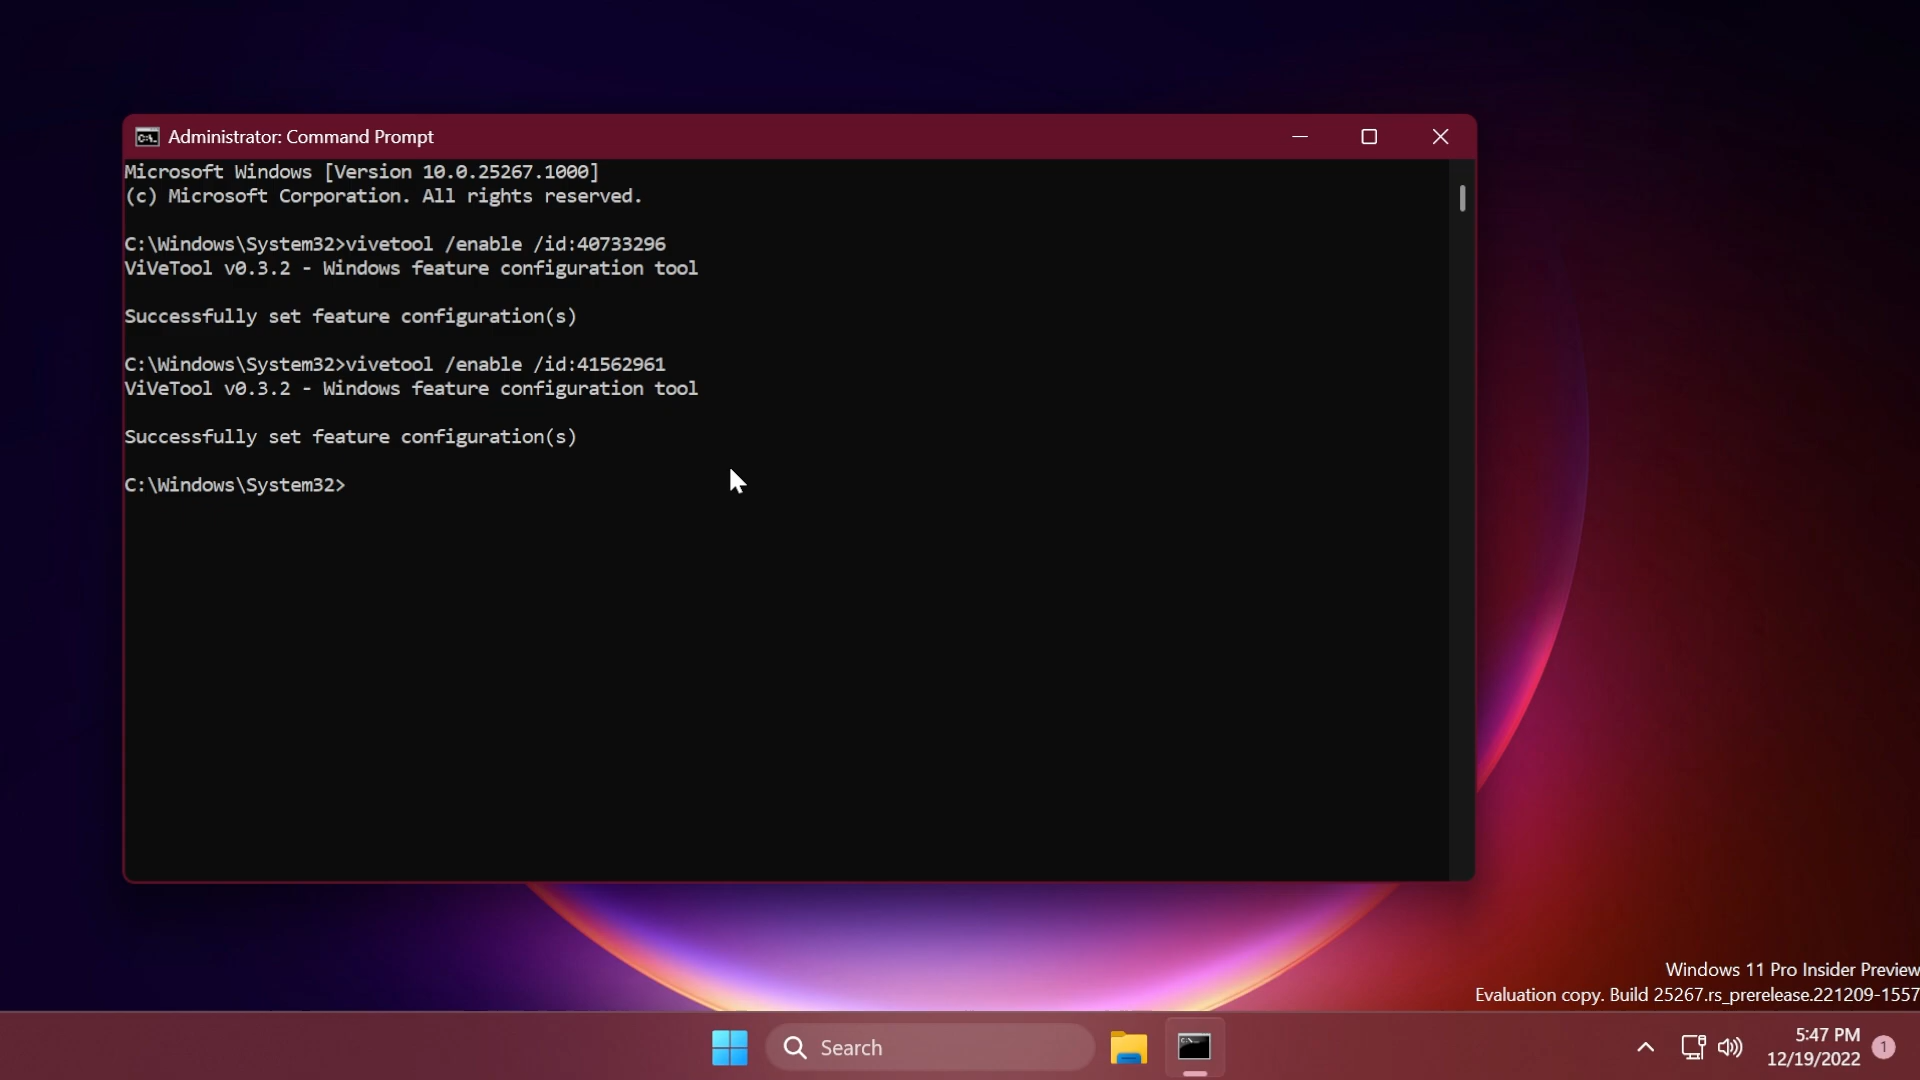 Administrator: Command Prompt
Microsoft Windows [Version 10.0.25267.1000]
(c) Microsoft Corporation. All rights reserved.
C:\Windows\System32>vivetool /enable /id:40733296
ViVeTool v0.3.2 - Windows feature configuration tool
Successfully set feature configuration(s)
C:\Windows\System32>vivetool /enable /id:41562961
ViVeTool v0.3.2 - Windows feature configuration tool
Successfully set feature configuration(s)
C:\Windows\System32>
Windows 11 Pro Insider Preview
Evaluation copy. Build 25267.rs_prerelease.221209-1557
Search
5:47 PM
12/19/2022
1